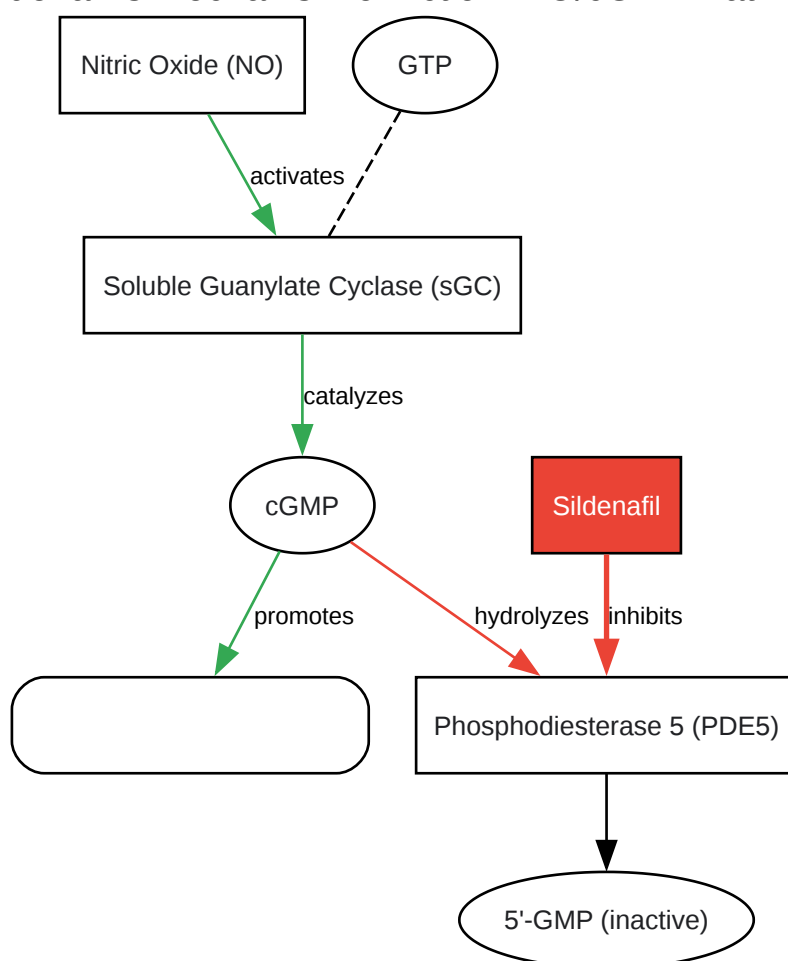 Nitric Oxide (NO)
GTP
activates
Soluble Guanylate Cyclase (sGC)
catalyzes
cGMP
Sildenafil
promotes
hydrolyzes
inhibits
Phosphodiesterase 5 (PDE5)
5'-GMP (inactive)